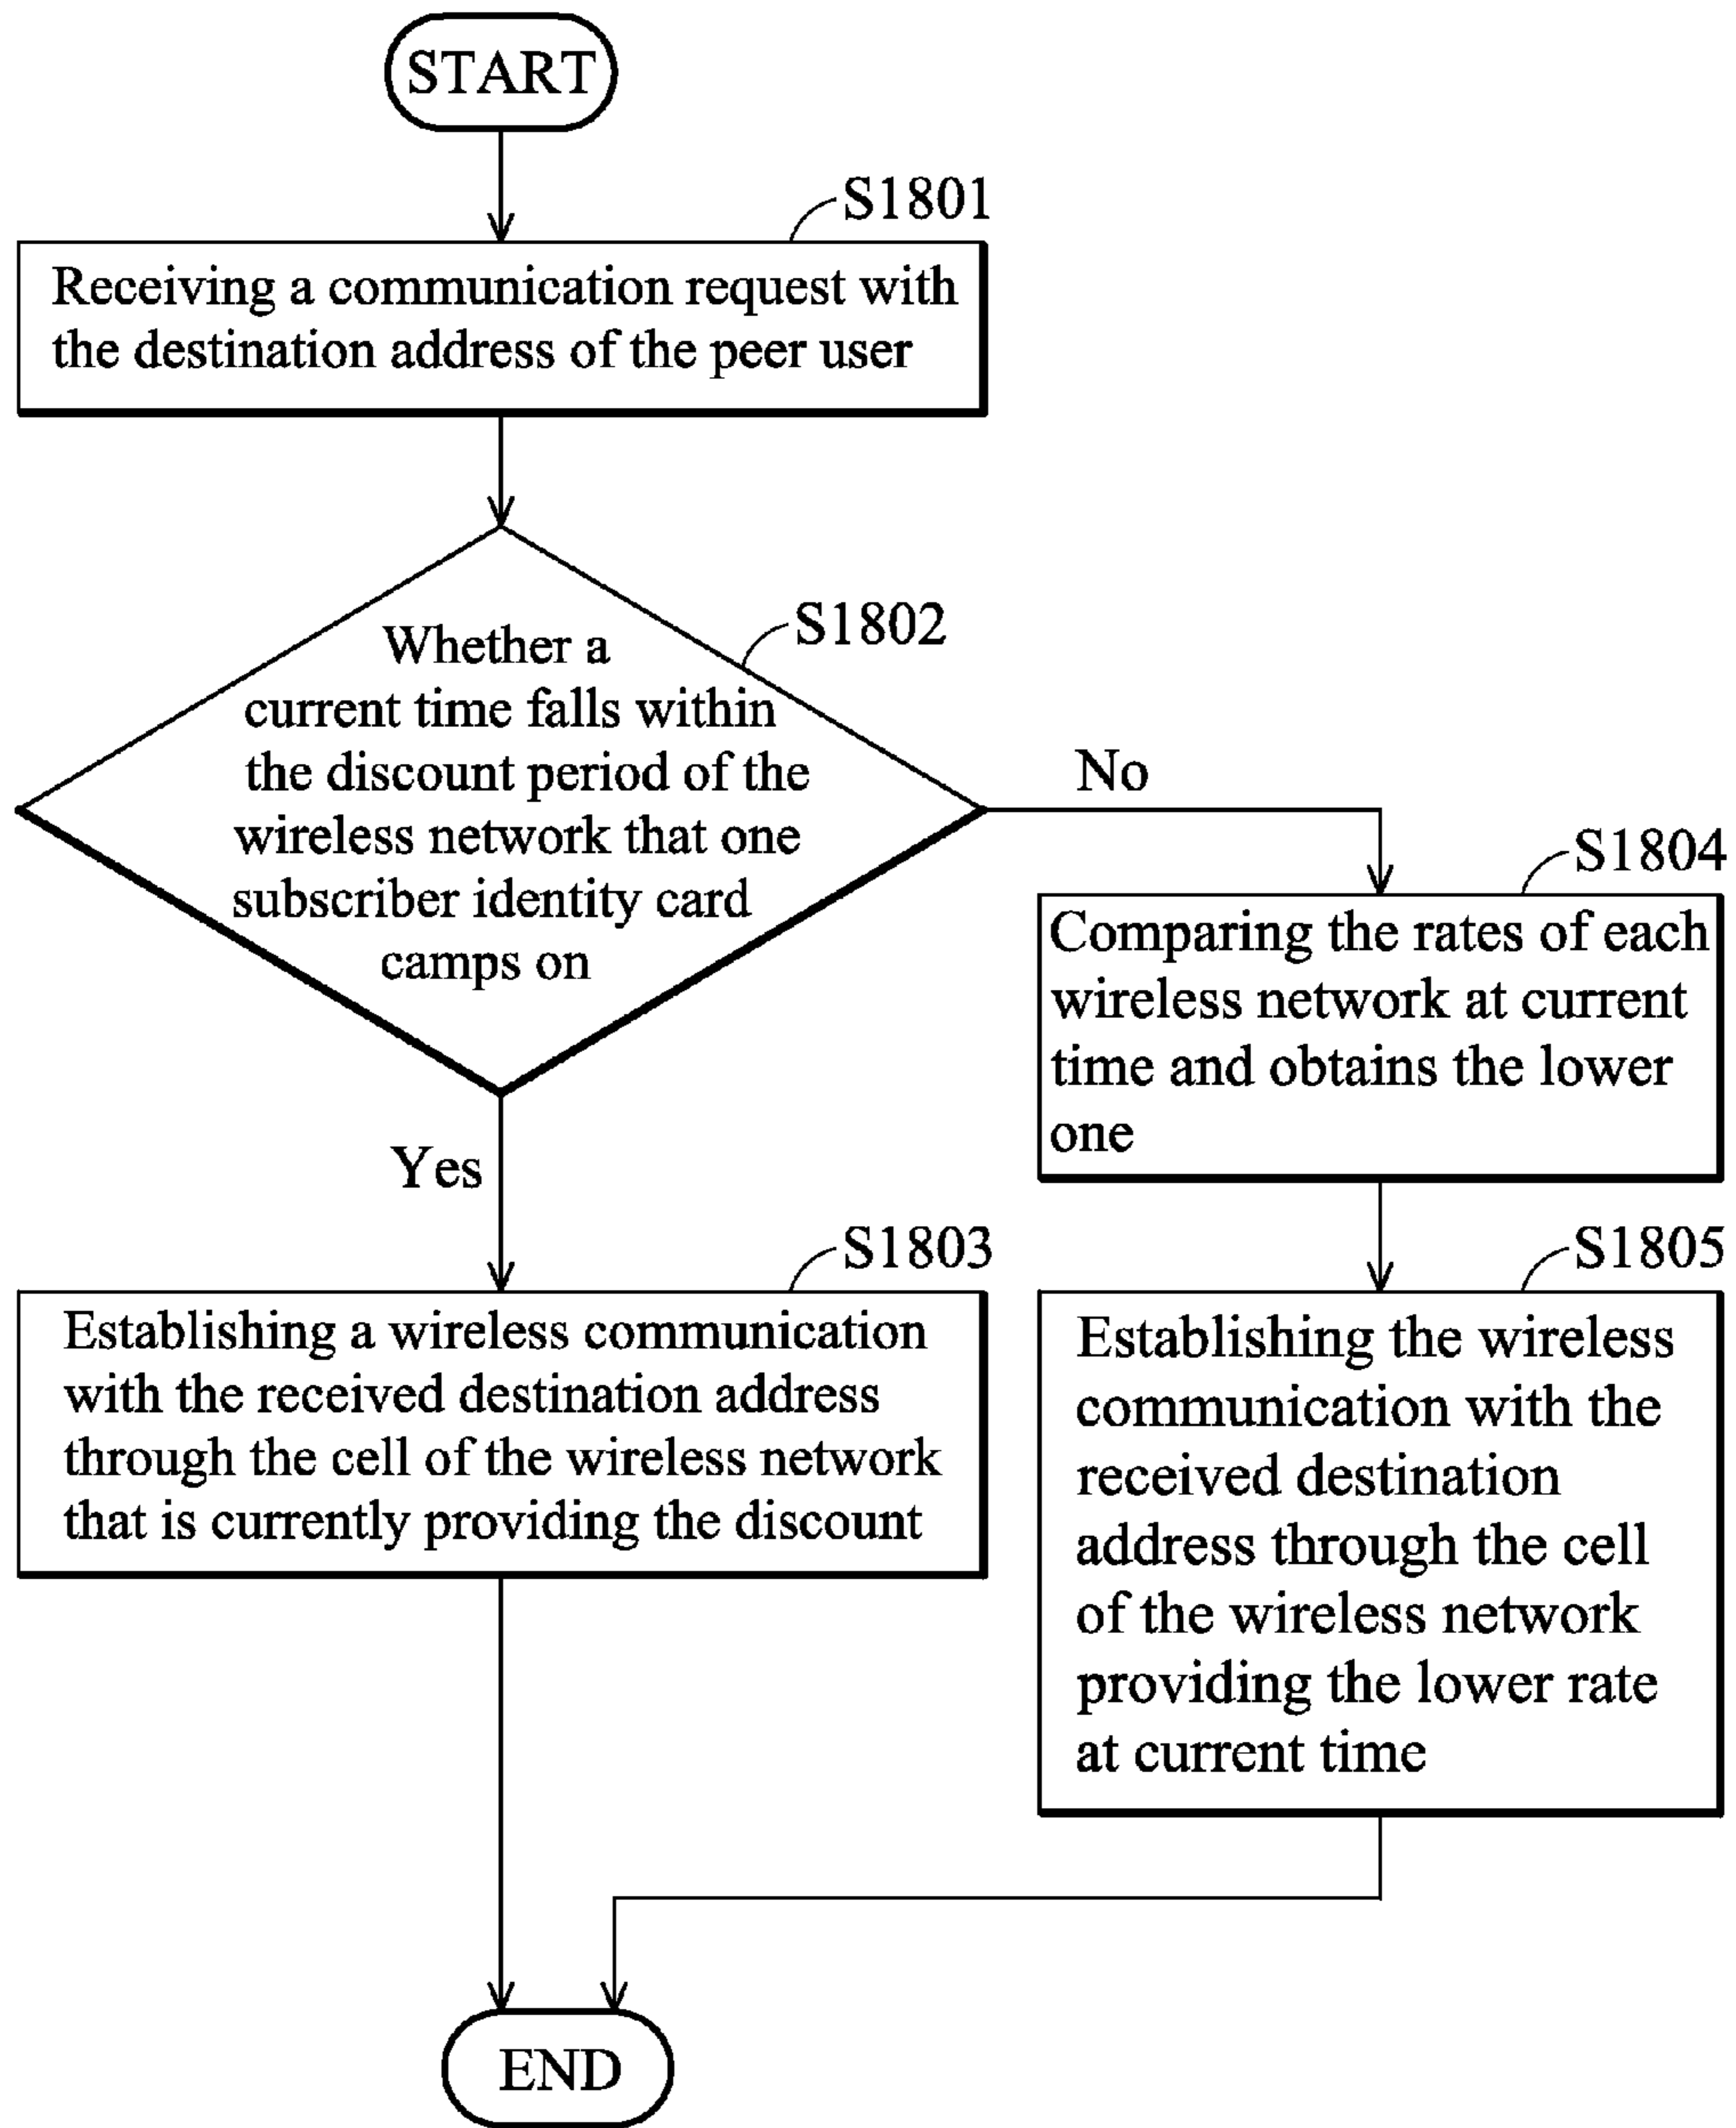 START
S1801
Receiving a communication request with
the destination address of the peer user
S1802
Whether a
current time falls within
the discount period of the
wireless network that one
subscriber identity card
camps on
No
Yes
S1804
Comparing the rates of each
wireless network at current
time and obtains the lower
one
S1803
Establishing a wireless communication
with the received destination address
through the cell of the wireless network
that is currently providing the discount
S1805
Establishing the wireless
communication with the
received destination
address through the cell
of the wireless network
providing the lower rate
at current time
END